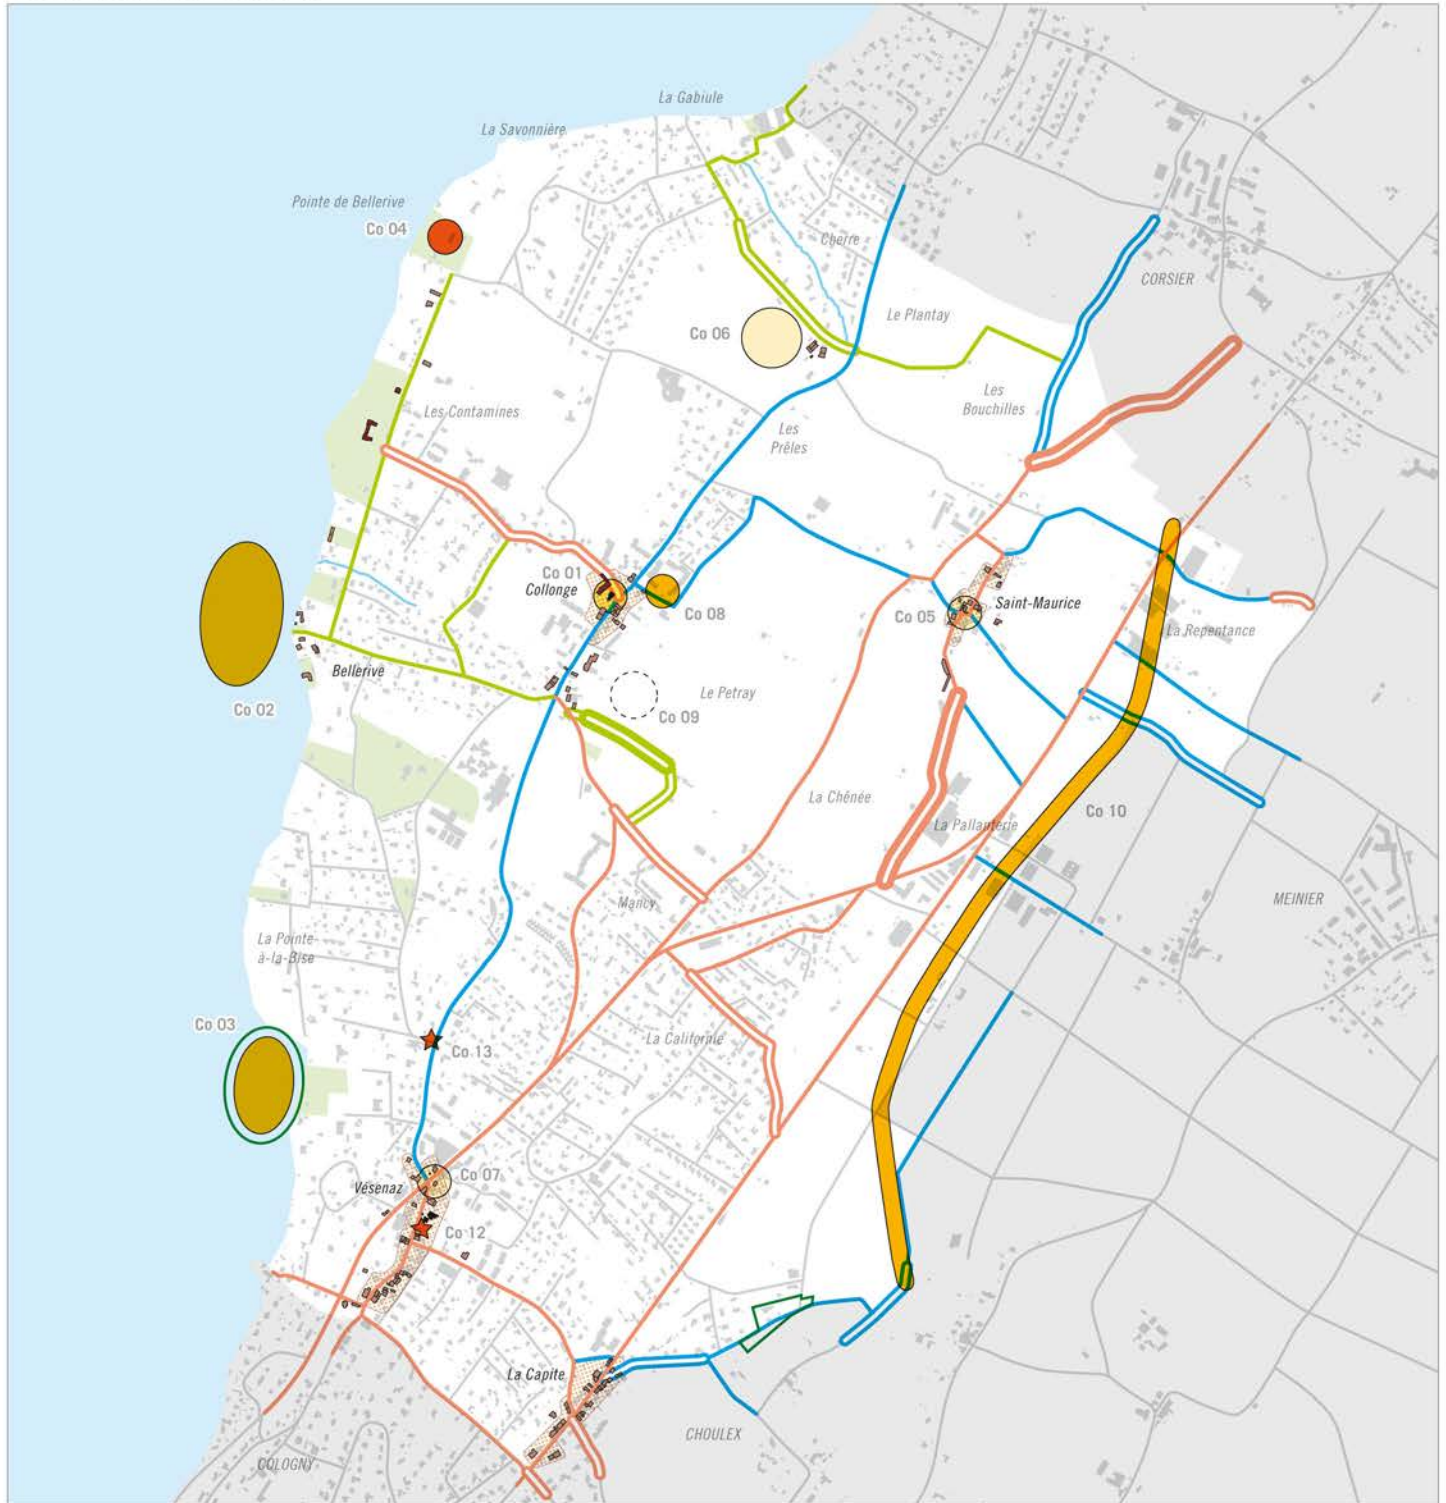 La Gabiule
La Savonnière
Pointe de Bellerive
Co 04
Cherre
CORSIER
Le Plantay
Co 06
Les
Bouchilles
Les Contamines
Les
Prêles
Co 01
Collonge
Co 08
Co 05
Saint-Maurice
La Repentance
Bellerive
Le Petray
Co 02
Co 09
La Chênée
Co 10
La Pallanterie
Mancy
MEINIER
La Pointe-
à-la-Bise
Co 03
La Californie
Co 13
Co 07
Vésenaz
Co 12
La Capite
CHOULEX
COLOGNY